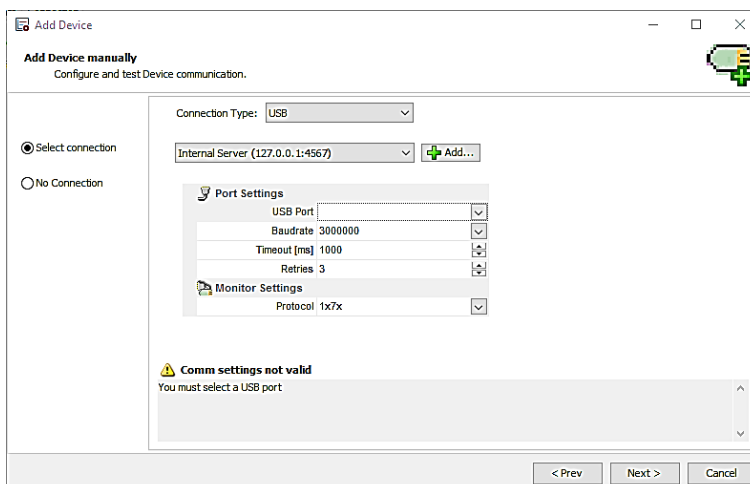 Add Device
Add Device manually
Configure and test Device communication.
Connection Type: USB
Select connection
Internal Server (127.0.0.1:4567) Add...
No Connection
Port Settings
USB Port
Baudrate 3000000
Timeout [ms] 1000
Retries 3
Monitor Settings
Protocol 1x7x
Comm settings not valid
You must select a USB port
< Prev Next > Cancel